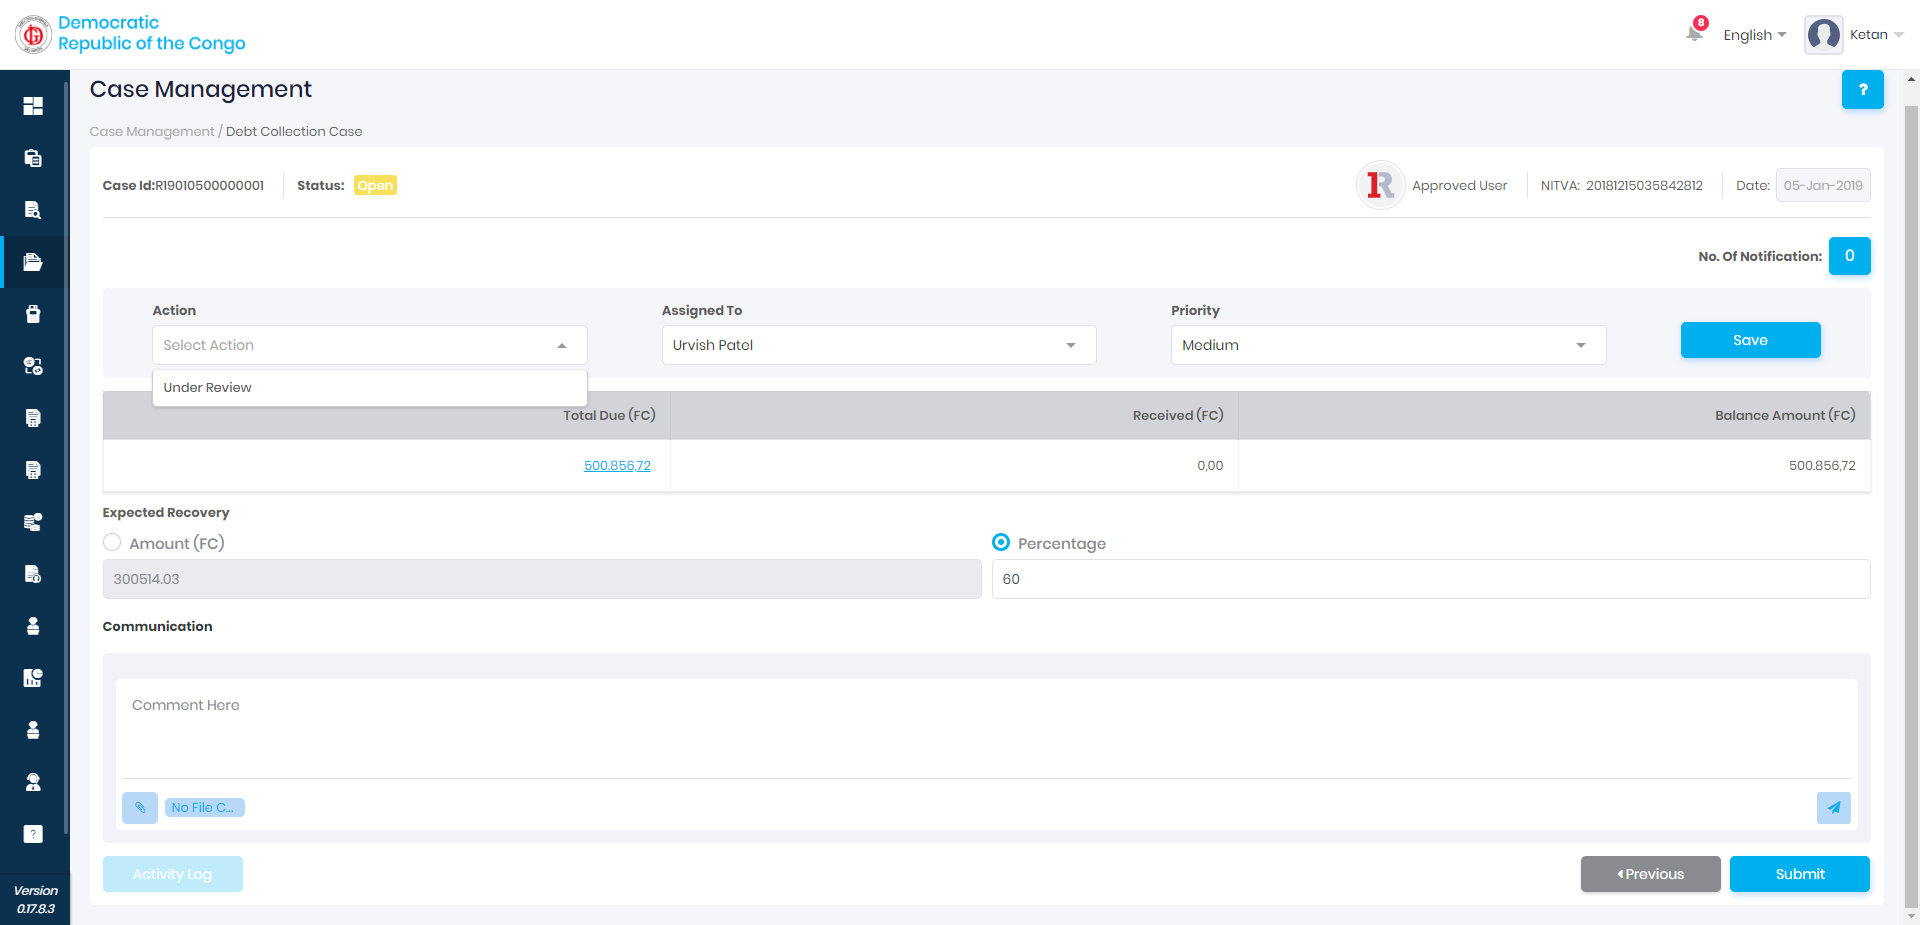 Democratic
Republic of the Congo
8
English
Ketan
Case Management
?
Case Management / Debt Collection Case
Case Id:R19010500000001
Status: Open
1R
Approved User
NITVA: 20181215035842812
Date: 05-Jan-2019
No. Of Notification: 0
Action
Assigned To
Priority
Select Action
Urvish Patel
Medium
Save
Under Review
Total Due (FC)
Received (FC)
Balance Amount (FC)
500.856,72
0,00
500.856,72
Expected Recovery
Amount (FC)
Percentage
300514.03
60
Communication
Comment Here
No File C...
?
Activity Log
Previous
Submit
Version
0.17.8.3